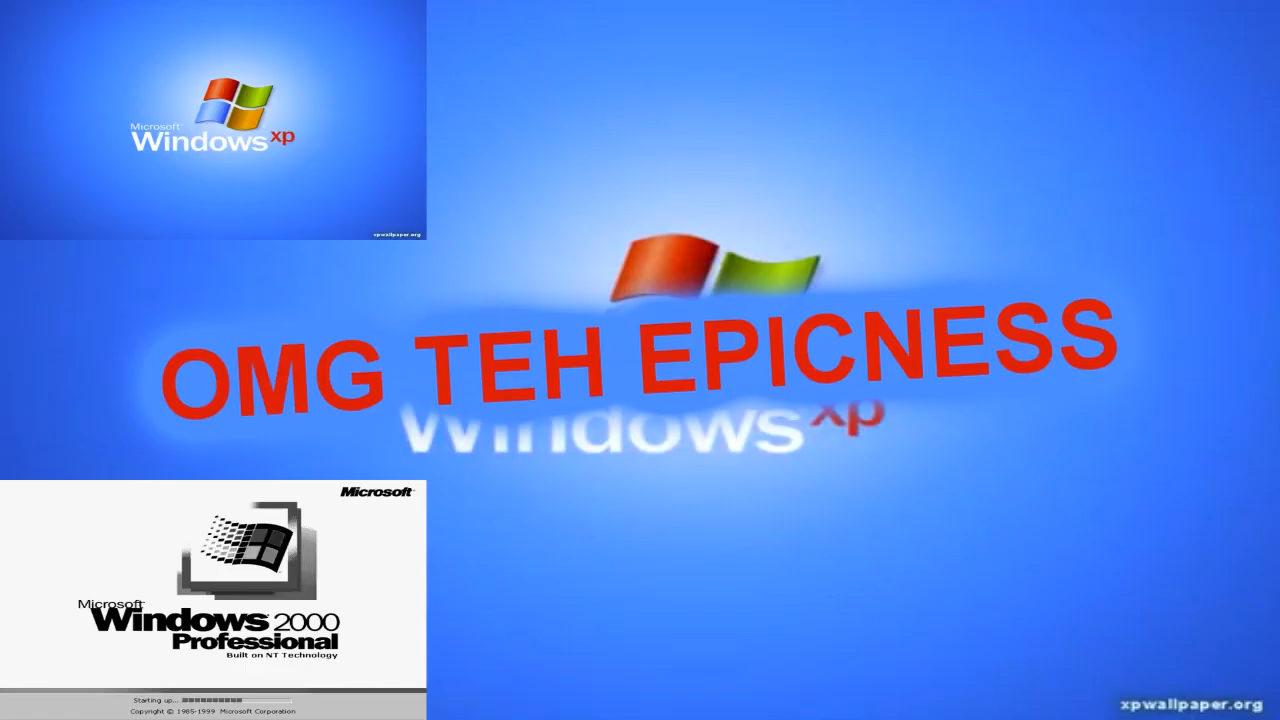 Microsoft
Windows xp
xpwallpaper.org
OMG TEH EPICNESS
Windows xp
Microsoft
Microsoft
Windows 2000
Professional
Built on NT Technology
Starting up...
Copyright © 1985-1999 Microsoft Corporation
xpwallpaper.org